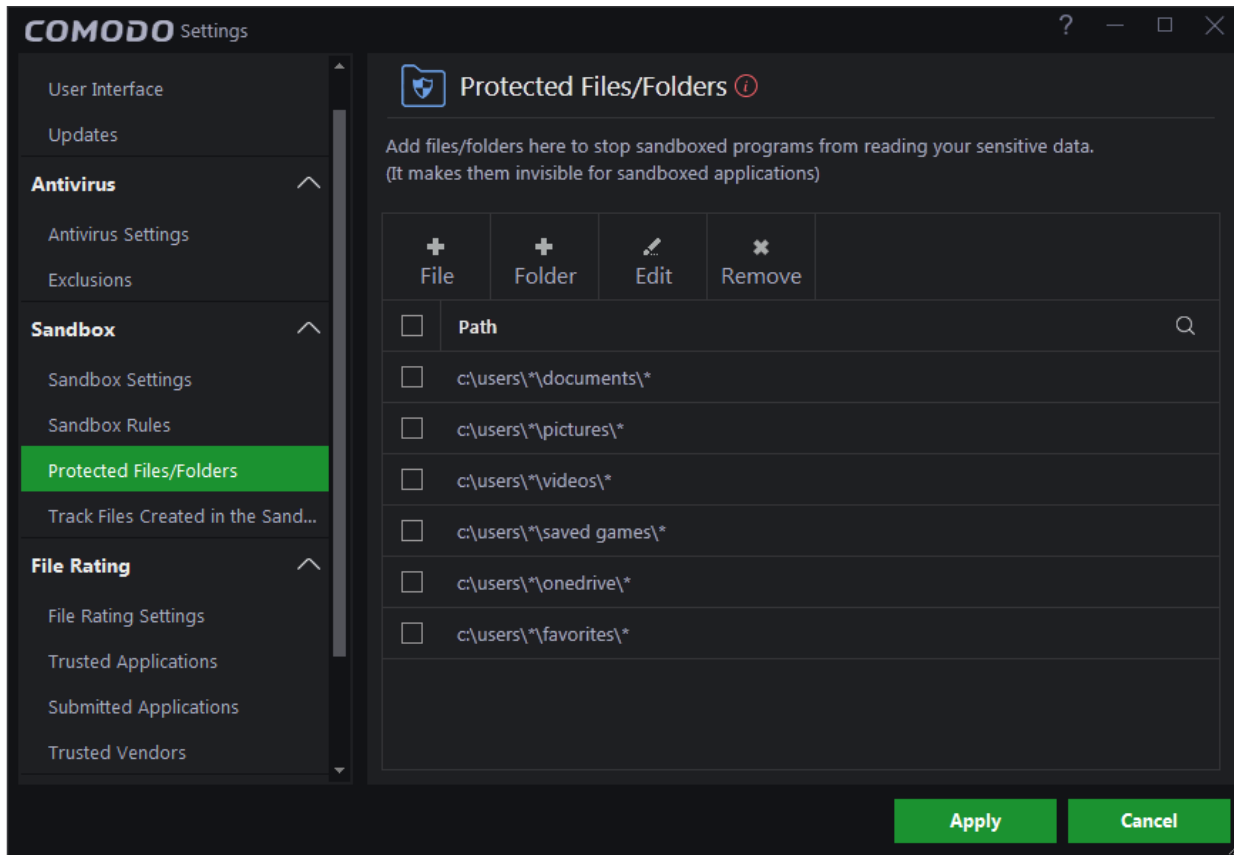 COMODO Settings
?
User Interface
Updates
Antivirus
Antivirus Settings
Exclusions
Sandbox
Sandbox Settings
Sandbox Rules
Protected Files/Folders
Track Files Created in the Sand...
File Rating
File Rating Settings
Trusted Applications
Submitted Applications
Trusted Vendors
Protected Files/Folders i
Add files/folders here to stop sandboxed programs from reading your sensitive data.
(It makes them invisible for sandboxed applications)
File Folder Edit Remove
Path
c:\users\*\documents\*
c:\users\*\pictures\*
c:\users\*\videos\*
c:\users\*\saved games\*
c:\users\*\onedrive\*
c:\users\*\favorites\*
Apply Cancel